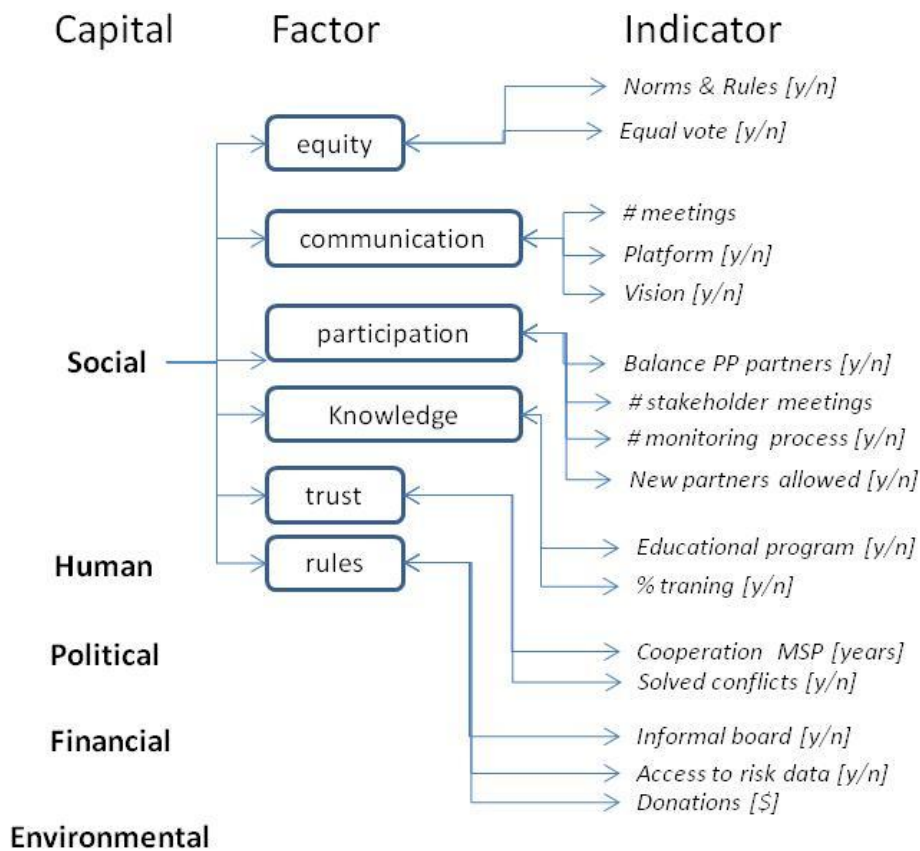 Capital Factor Indicator
Norms & Rules [y/n]
equity
Equal vote [y/n]
# meetings
communication
Platform [y/n]
Vision [y/n]
participation
Social
Balance PP partners [y/n]
# stakeholder meetings
Knowledge
# monitoring process [y/n]
New partners allowed [y/n]
trust
Educational program [y/n]
Human
rules
% traning [y/n]
Political
Cooperation MSP [years]
Solved conflicts [y/n]
Financial
Informal board [y/n]
Access to risk data [y/n]
Donations [$]
Environmental